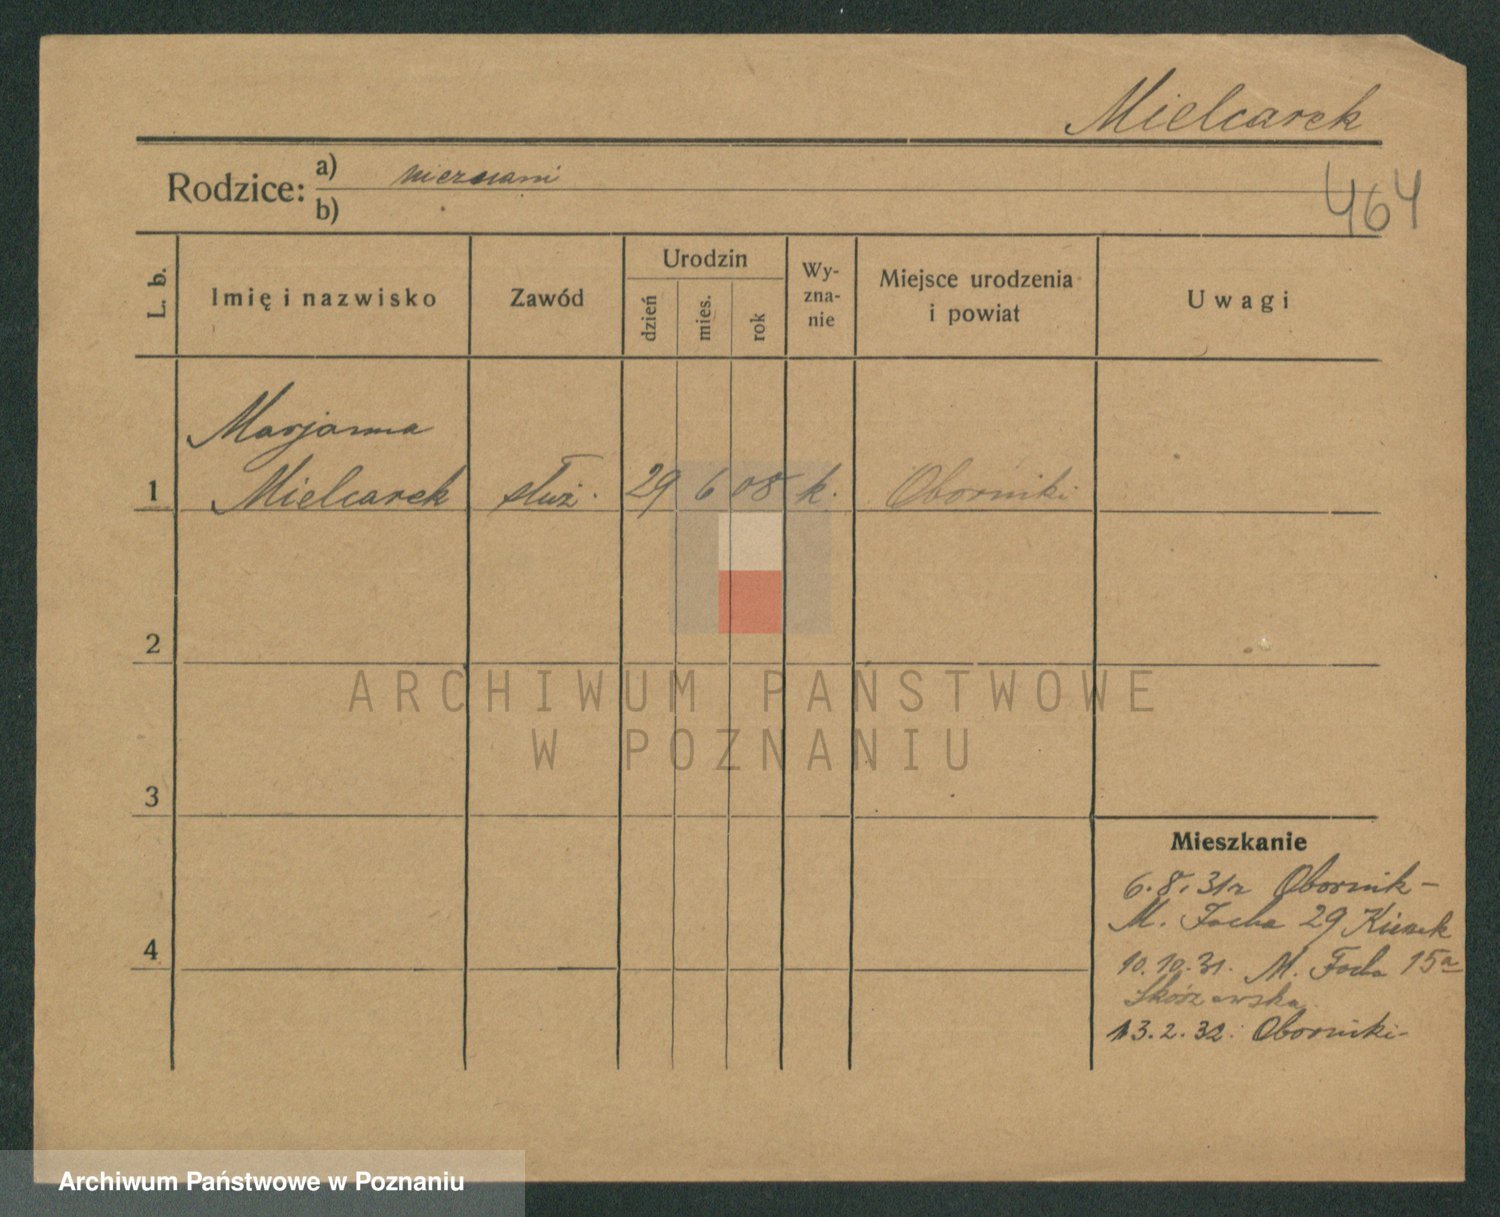 Mielcarek
Rodzice: a) nieznani
b)
464
L. b.
Imię i nazwisko
Zawód
Urodzin
dzień
mies.
rok
Wy-
zna-
nie
Miejsce urodzenia
i powiat
Uwagi
Marjanna
1 Mielcarek służ. 29 6 08 k. Oborniki
2
3
4
Mieszkanie
6.8.31r Obornik–
M. Focha 29
10.10.31. M. Focha 15a
Skórzewska
13.2.32. Oborniki–
ARCHIWUM PAŃSTWOWE
W POZNANIU
Archiwum Państwowe w Poznaniu